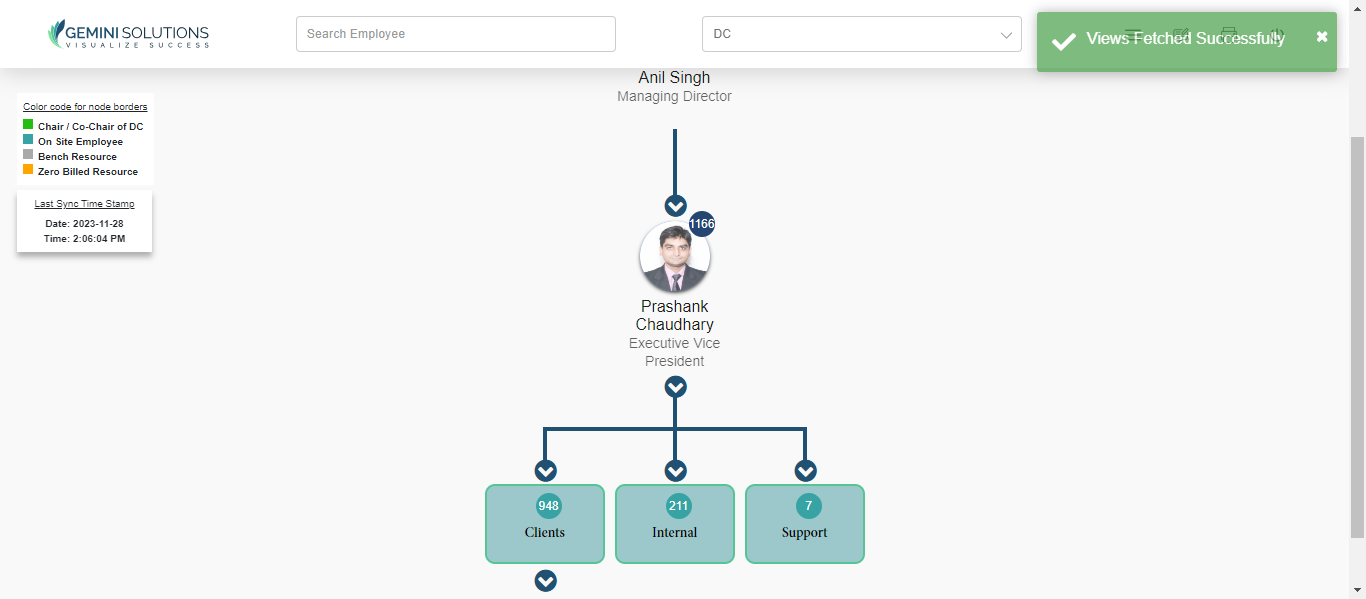 GEMINI SOLUTIONS
VISUALIZE SUCCESS
Search Employee
DC
Views Fetched Successfully
Anil Singh
Managing Director
Color code for node borders
Chair / Co-Chair of DC
On Site Employee
Bench Resource
Zero Billed Resource
Last Sync Time Stamp
Date: 2023-11-28
Time: 2:06:04 PM
1166
Prashank
Chaudhary
Executive Vice
President
948
Clients
211
Internal
7
Support